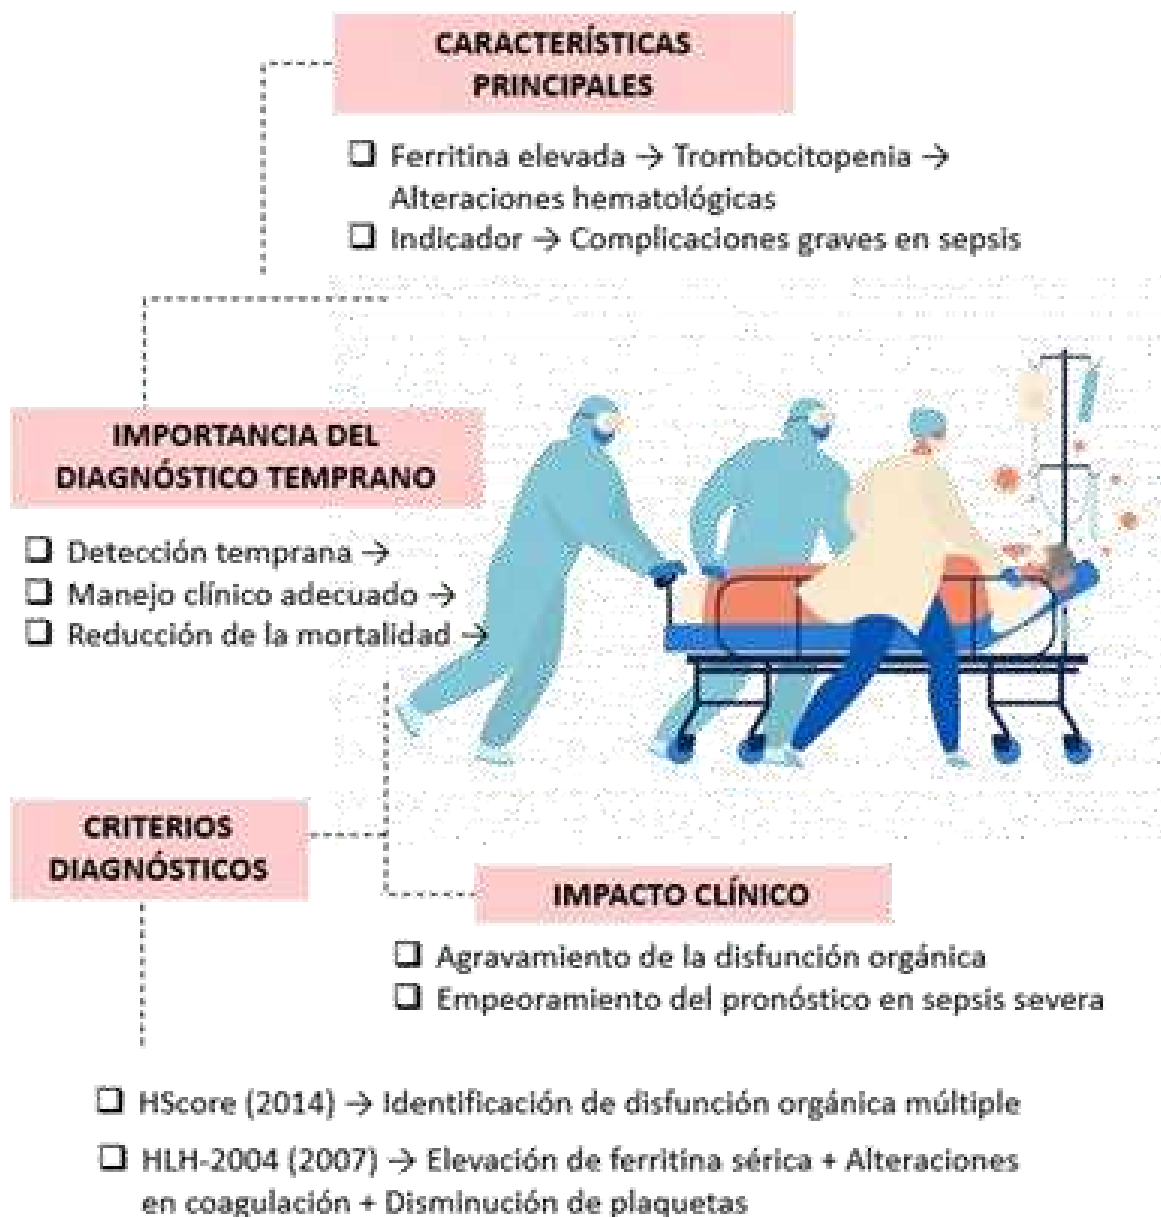 CARACTERÍSTICAS
PRINCIPALES
❑ Ferritina elevada → Trombocitopenia →
Alteraciones hematológicas
❑ Indicador → Complicaciones graves en sepsis
IMPORTANCIA DEL
DIAGNÓSTICO TEMPRANO
❑ Detección temprana →
❑ Manejo clínico adecuado →
❑ Reducción de la mortalidad →
CRITERIOS
DIAGNÓSTICOS
IMPACTO CLÍNICO
❑ Agravamiento de la disfunción orgánica
❑ Empeoramiento del pronóstico en sepsis severa
❑ HScore (2014) → Identificación de disfunción orgánica múltiple
❑ HLH-2004 (2007) → Elevación de ferritina sérica + Alteraciones
en coagulación + Disminución de plaquetas